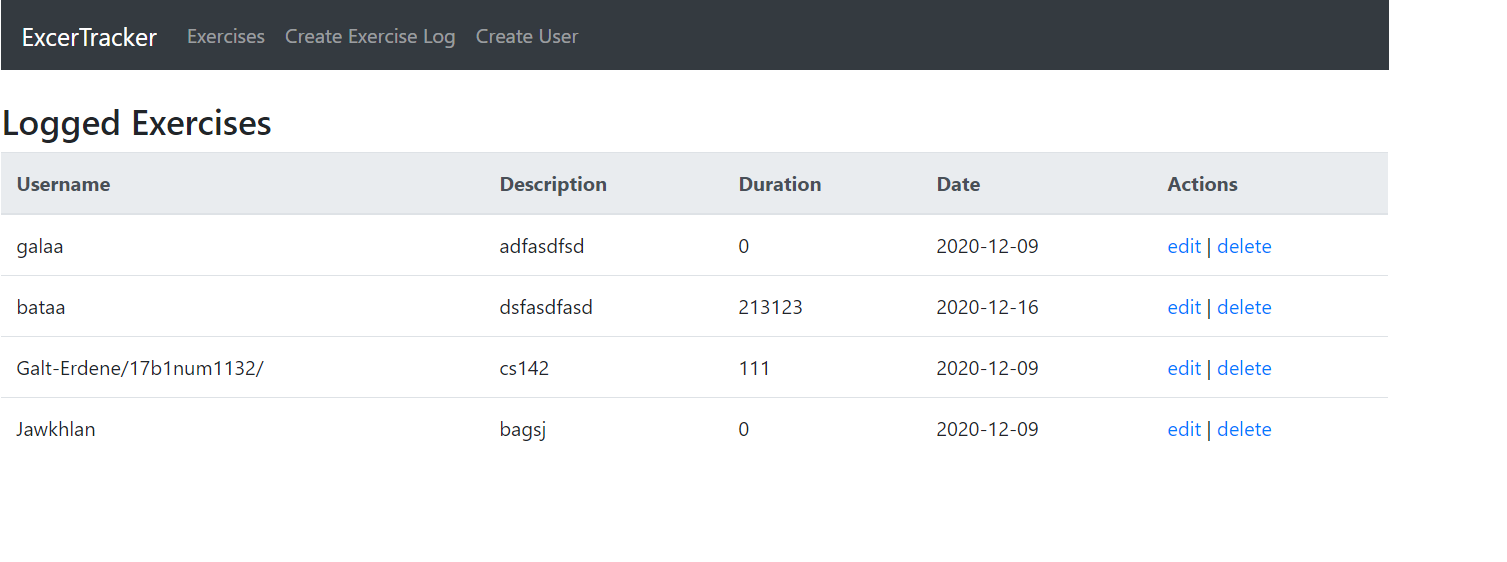 ExcerTracker Exercises Create Exercise Log Create User
Logged Exercises
Username Description Duration Date Actions
galaa adfasdfsd 0 2020-12-09 edit | delete
bataa dsfasdfasd 213123 2020-12-16 edit | delete
Galt-Erdene/17b1num1132/ cs142 111 2020-12-09 edit | delete
Jawkhlan bagsj 0 2020-12-09 edit | delete